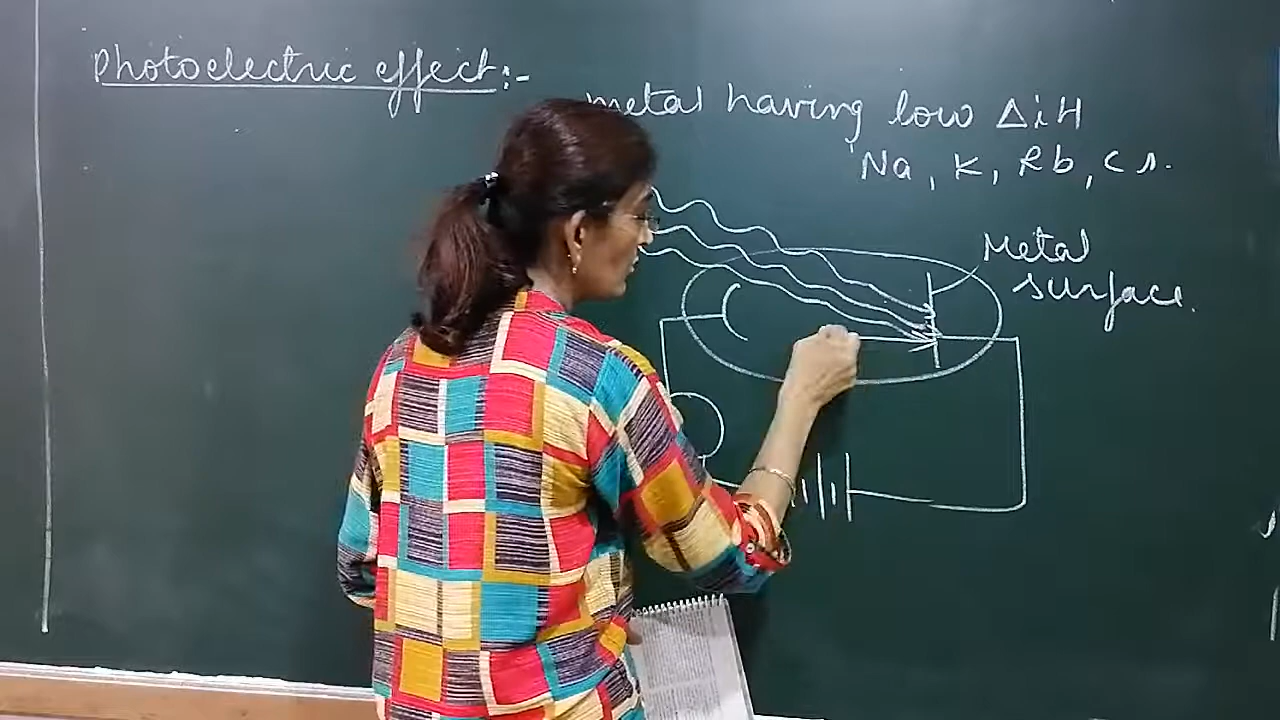 Photoelectric effect :-
metal having low ΔiH
Na, K, Rb, Cs.
Metal
surface.